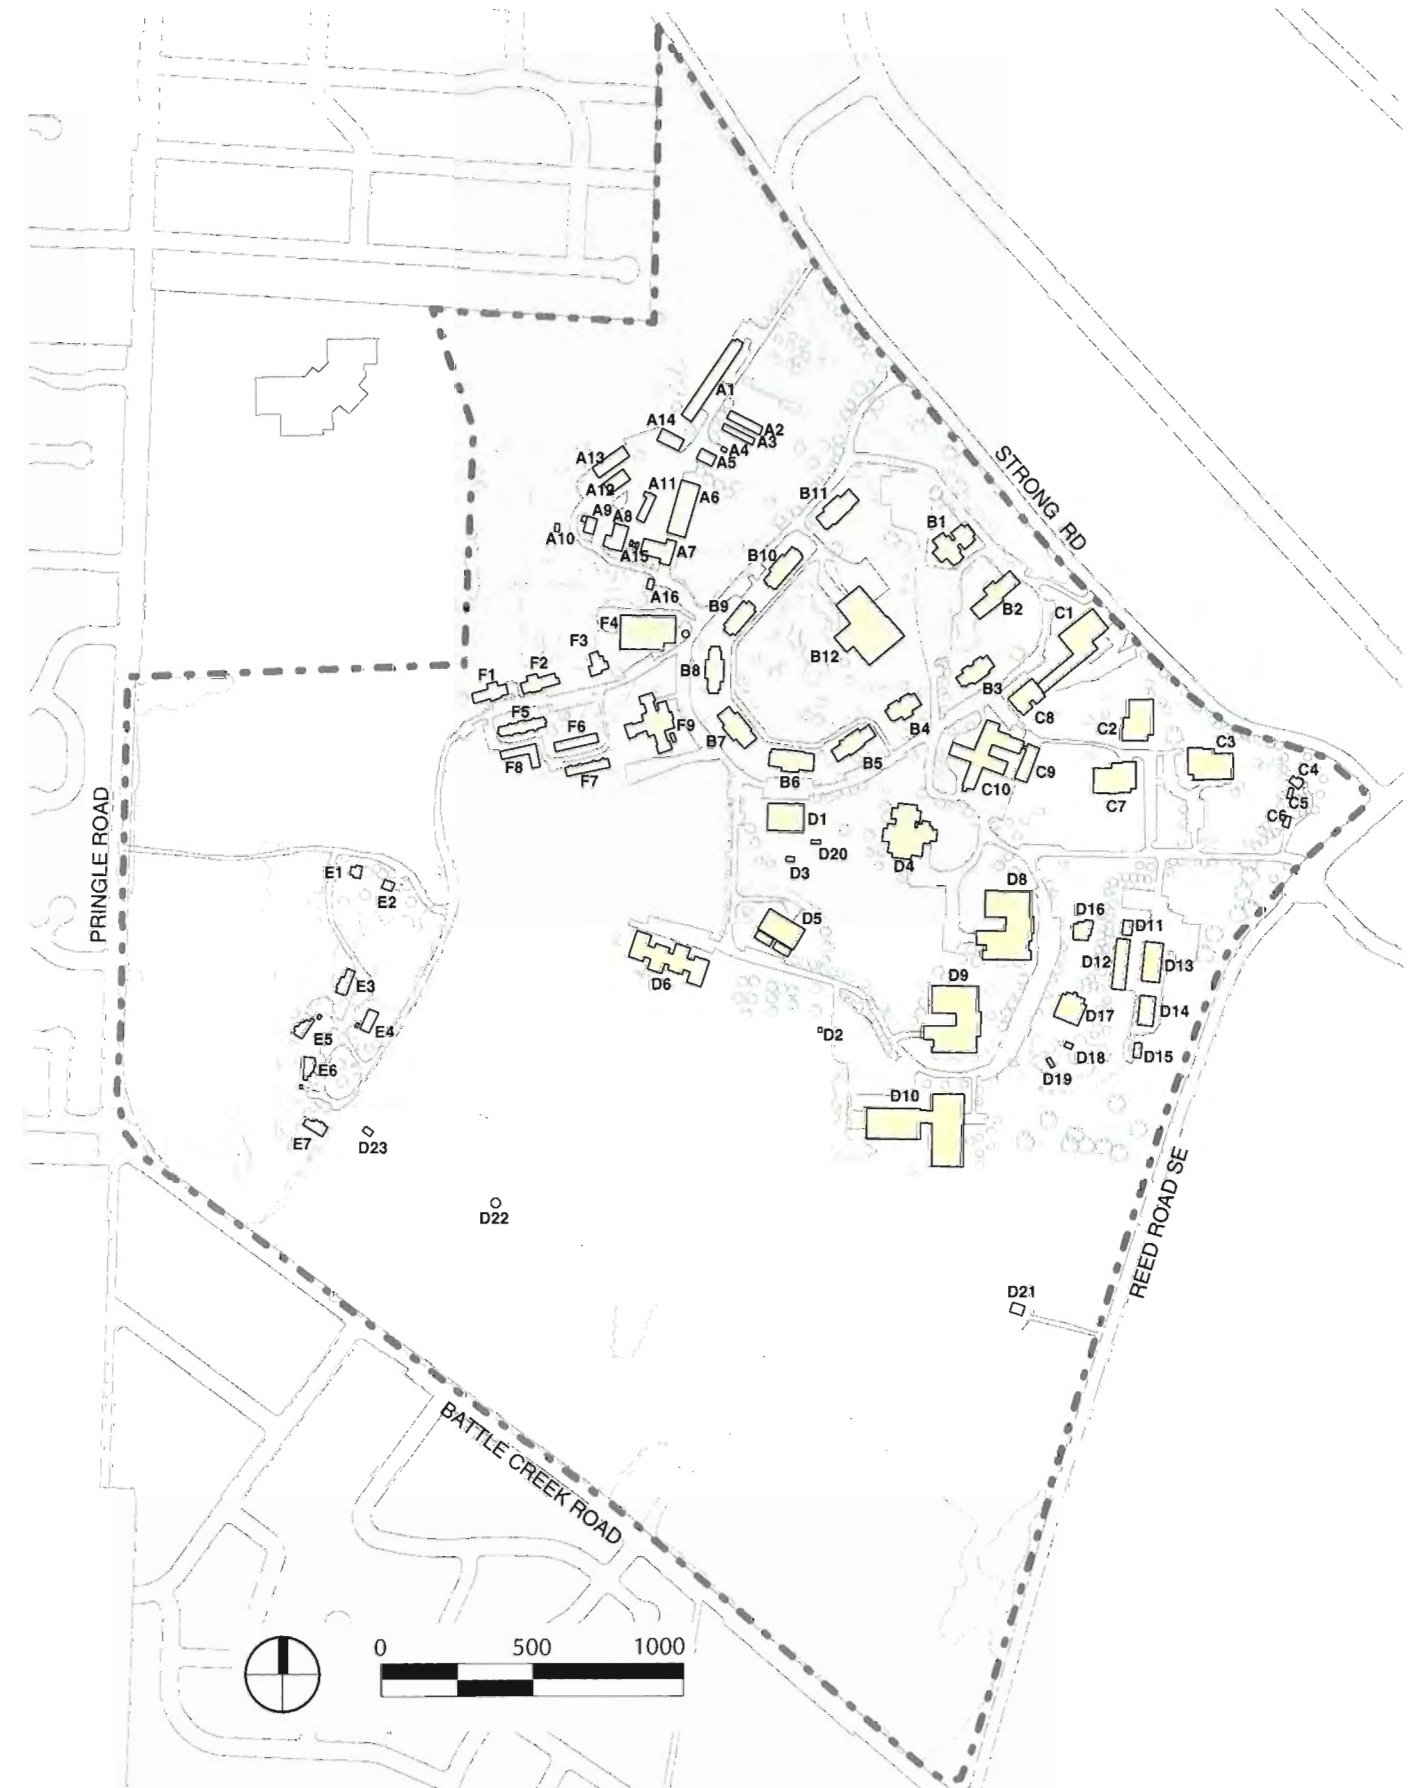 A1
A14
A2
A3
A4
A5
A13
A12
A11
A6
B11
STRONG RD
A9
A8
A10
A15
A7
B1
B10
A16
B9
B2
C1
F4
F3
B12
B8
F2
F1
B3
C8
F5
F6
F9
B7
B4
C2
C3
F8
F7
B5
B6
C9
C10
C7
C4
C5
C6
D1
D20
D3
D4
E1
E2
D8
PRINGLE ROAD
D5
D16
D11
D12
D13
D6
D9
E3
D14
D17
E5
E4
D2
D18
D15
D19
E6
D10
E7
D23
D22
REED ROAD SE
D21
BATTLE CREEK ROAD
0 500 1000